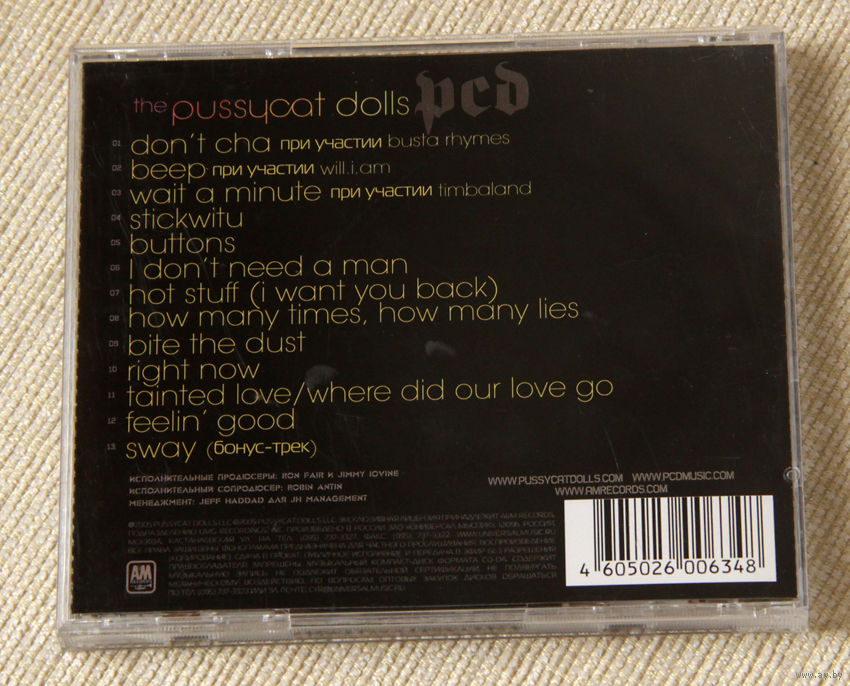 the pussycat dolls pcd
01 don't cha при участии busta rhymes
02 beep при участии will.i.am
03 wait a minute при участии timbaland
04 stickwitu
05 buttons
06 I don't need a man
07 hot stuff (i want you back)
08 how many times, how many lies
09 bite the dust
10 right now
11 tainted love/where did our love go
12 feelin' good
13 sway (бонус-трек)
ИСПОЛНИТЕЛЬНЫЕ ПРОДЮСЕРЫ: RON FAIR И JIMMY IOVINE
ИСПОЛНИТЕЛЬНЫЙ СОПРОДЮСЕР: ROBIN ANTIN
МЕНЕДЖМЕНТ: JEFF HADDAD ДЛЯ JH MANAGEMENT
WWW.PUSSYCATDOLLS.COM WWW.PCDMUSIC.COM
WWW.AMRECORDS.COM
AM
4 605026 006348
www.ay.by